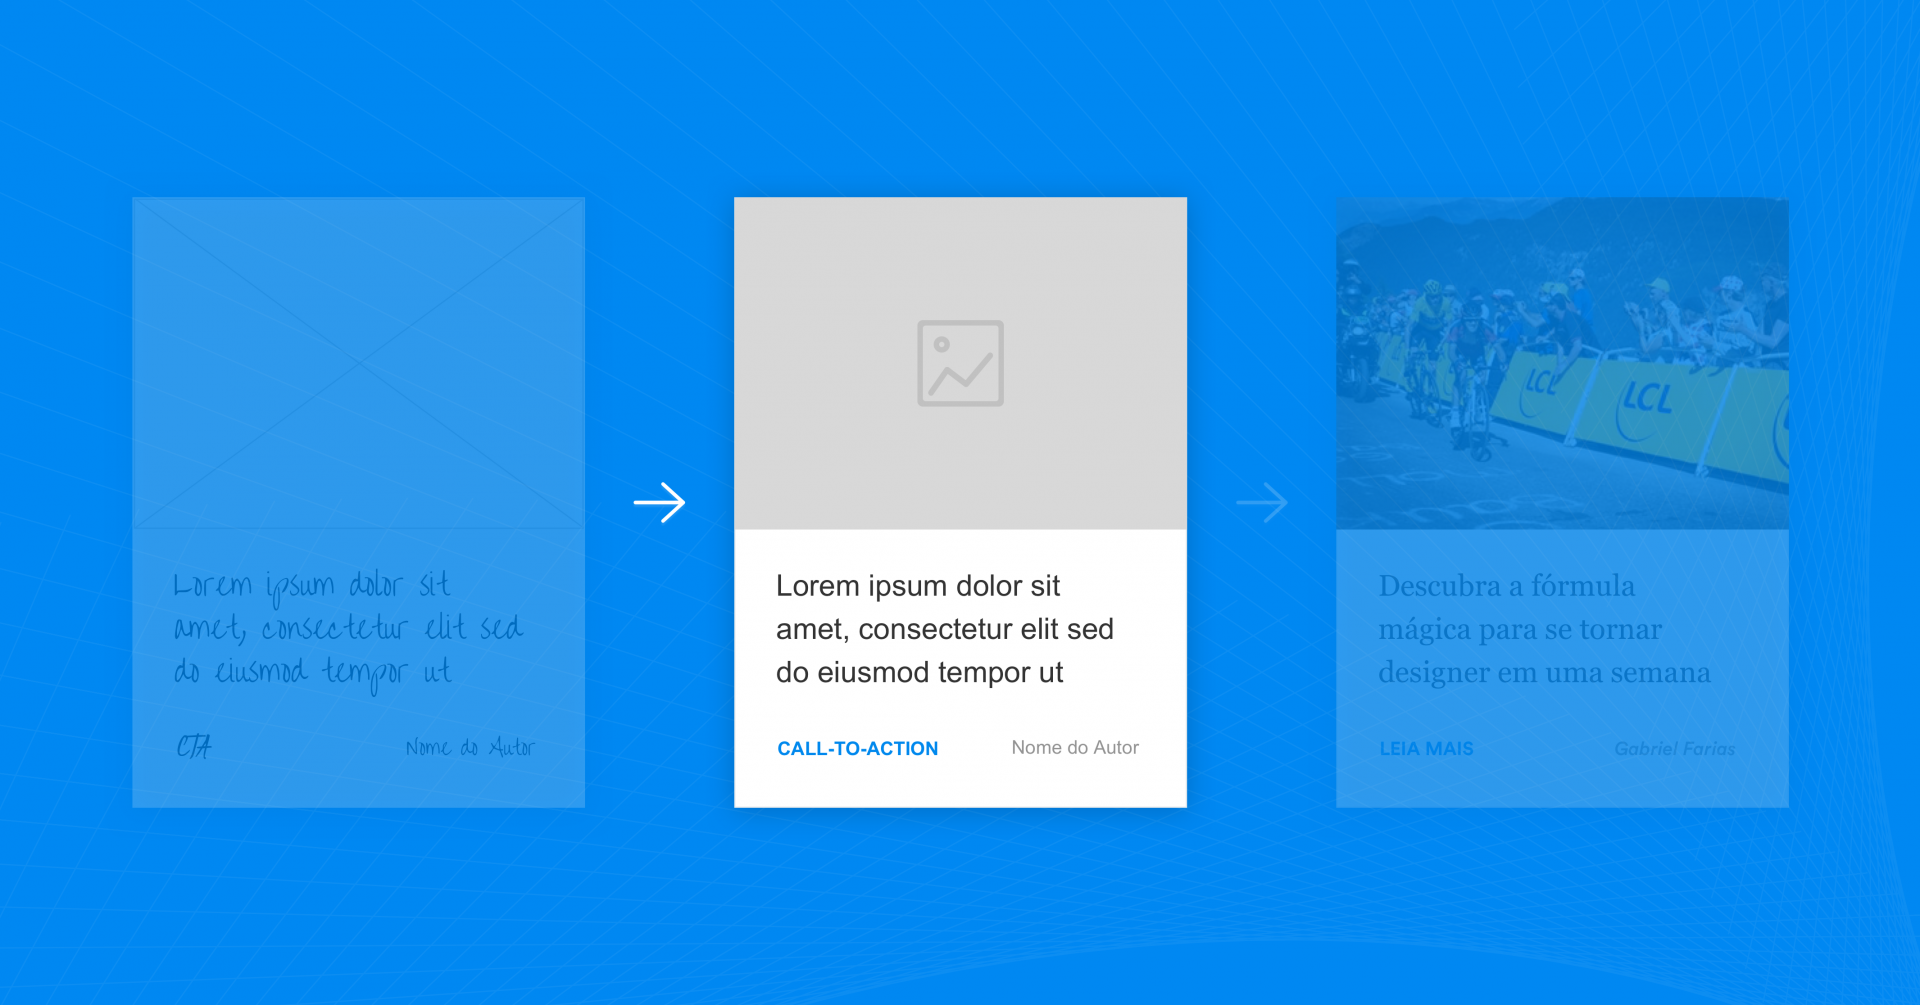 Lorem ipsum dolor sit
amet, consectetur elit sed
do eiusmod tempor ut
CTA
Nome do Autor
Lorem ipsum dolor sit
amet, consectetur elit sed
do eiusmod tempor ut
CALL-TO-ACTION
Nome do Autor
LCL
LCL
Descubra a fórmula
mágica para se tornar
designer em uma semana
LEIA MAIS
Gabriel Farias